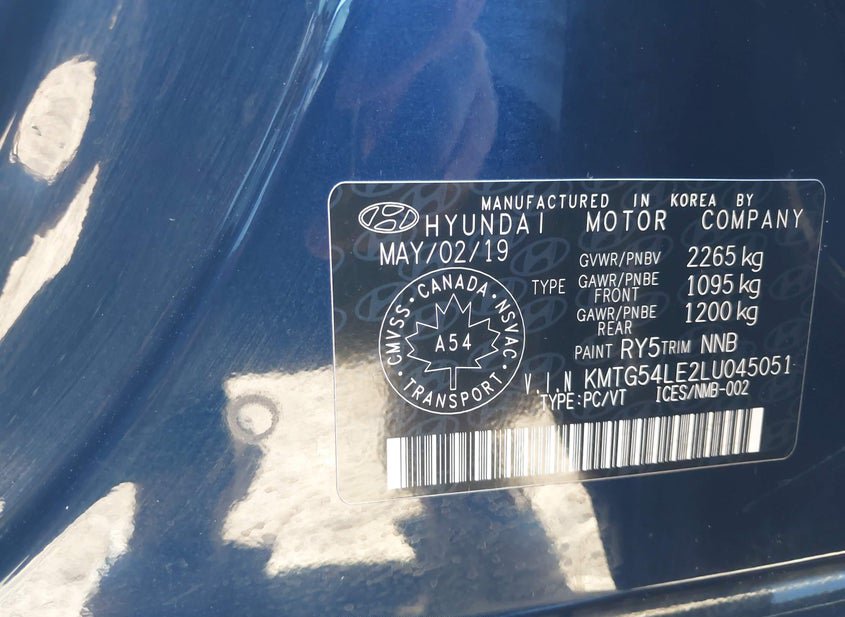 MANUFACTURED IN KOREA BY
HYUNDAI MOTOR COMPANY
MAY/02/19
GVWR/PNBV 2265 kg
TYPE GAWR/PNBE FRONT 1095 kg
GAWR/PNBE REAR 1200 kg
CMVSS · CANADA · NSVAC · TRANSPORT ·
A54
PAINT RY5 TRIM NNB
V.I.N KMTG54LE2LU045051
TYPE:PC/VT ICES/NMB-002